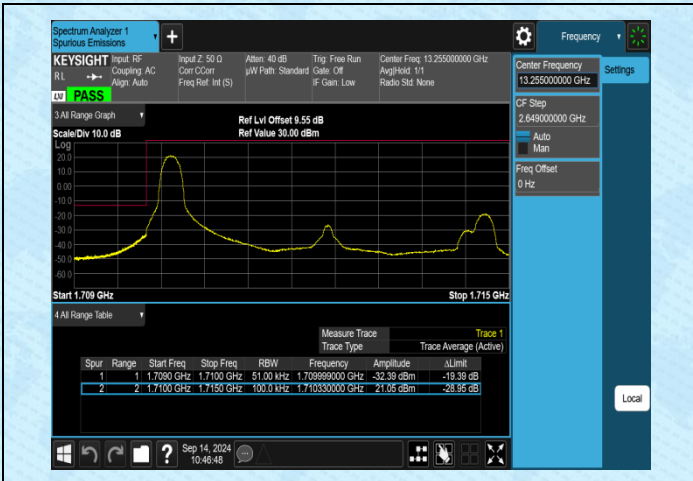 Spectrum Analyzer 1
Spurious Emissions
Frequency
KEYSIGHT
R L
LXI
PASS
Input: RF
Coupling: AC
Align: Auto
Input Z: 50 Ω
Corr CCorr
Freq Ref: Int (S)
Atten: 40 dB
µW Path: Standard
Trig: Free Run
Gate: Off
IF Gain: Low
Center Freq: 13.255000000 GHz
Avg|Hold: 1/1
Radio Std: None
Center Frequency
13.255000000 GHz
Settings
CF Step
2.649000000 GHz
Auto
Man
Freq Offset
0 Hz
3 All Range Graph
Scale/Div 10.0 dB
Ref Lvl Offset 9.55 dB
Ref Value 30.00 dBm
Log
20.0
10.0
0.00
-10.0
-20.0
-30.0
-40.0
-50.0
-60.0
Start 1.709 GHz
Stop 1.715 GHz
4 All Range Table
Measure Trace Trace 1
Trace Type Trace Average (Active)
Spur Range Start Freq Stop Freq RBW Frequency Amplitude ΔLimit
1 1 1.7090 GHz 1.7100 GHz 51.00 kHz 1.709999000 GHz -32.39 dBm -19.39 dB
2 2 1.7100 GHz 1.7150 GHz 100.0 kHz 1.710330000 GHz 21.05 dBm -28.95 dB
Local
?
Sep 14, 2024
10:46:48